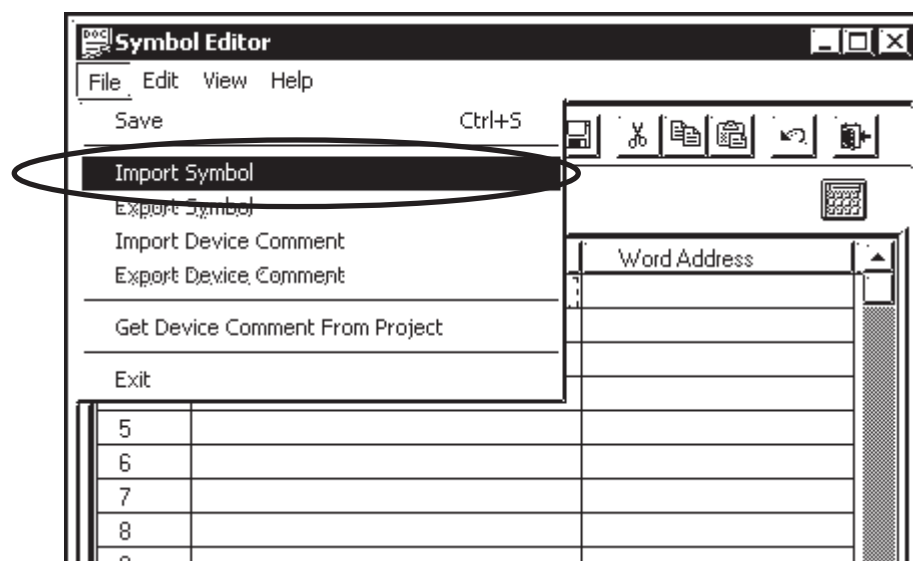 Symbol Editor
File Edit View Help
Save Ctrl+S
Import Symbol
Export Symbol
Import Device Comment
Export Device Comment
Get Device Comment From Project
Exit
Word Address
5
6
7
8